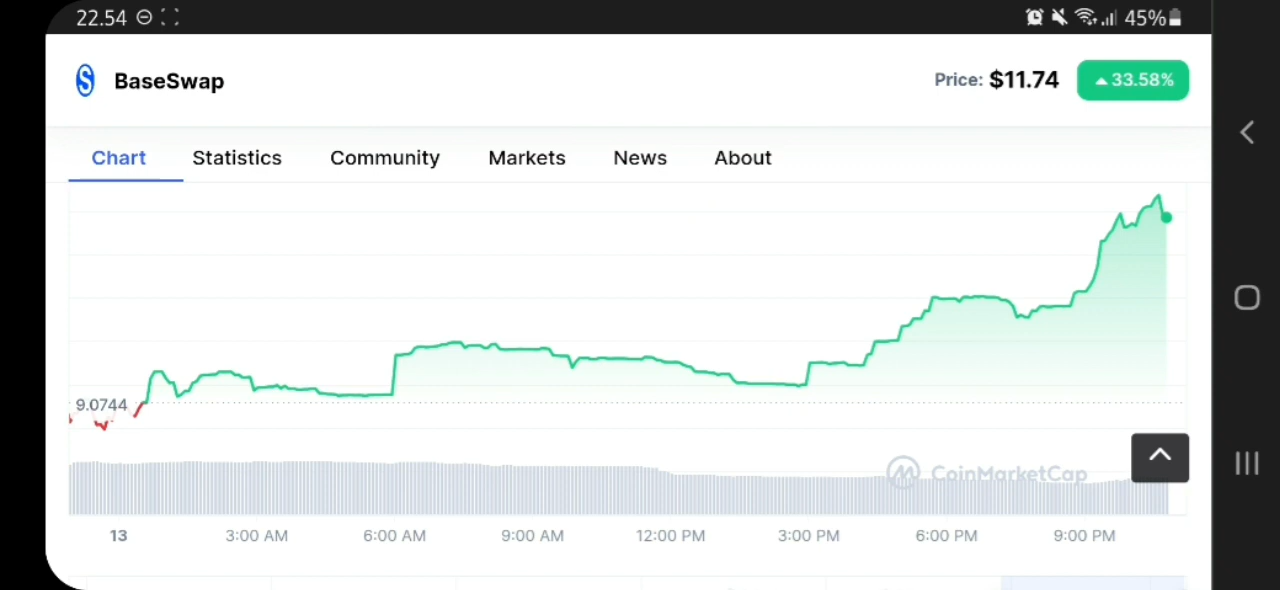 22.54 45%
BaseSwap Price: $11.74 33.58%
Chart Statistics Community Markets News About
9.0744
CoinMarketCap
13 3:00 AM 6:00 AM 9:00 AM 12:00 PM 3:00 PM 6:00 PM 9:00 PM